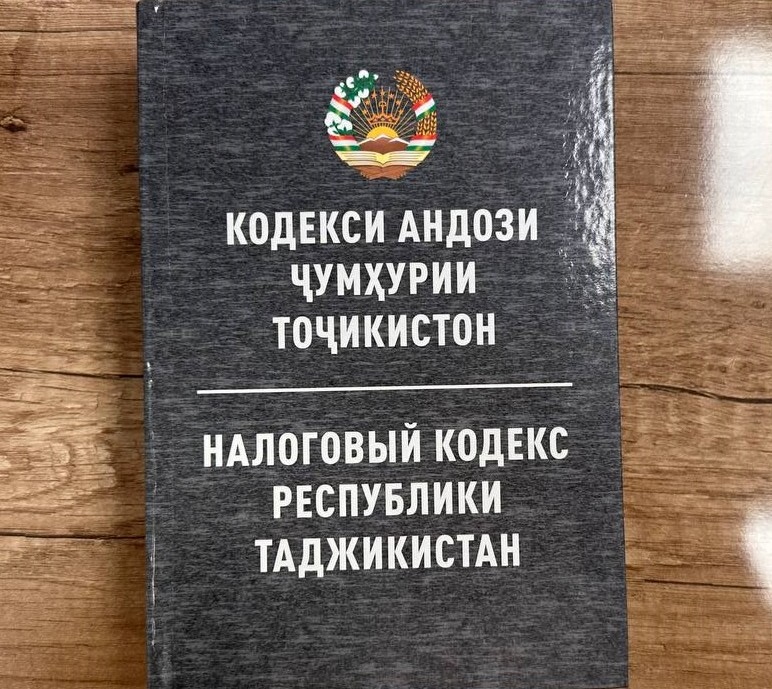 КОДЕКСИ АНДОЗИ
ҶУМҲУРИИ
ТОҶИКИСТОН
НАЛОГОВЫЙ КОДЕКС
РЕСПУБЛИКИ
ТАДЖИКИСТАН